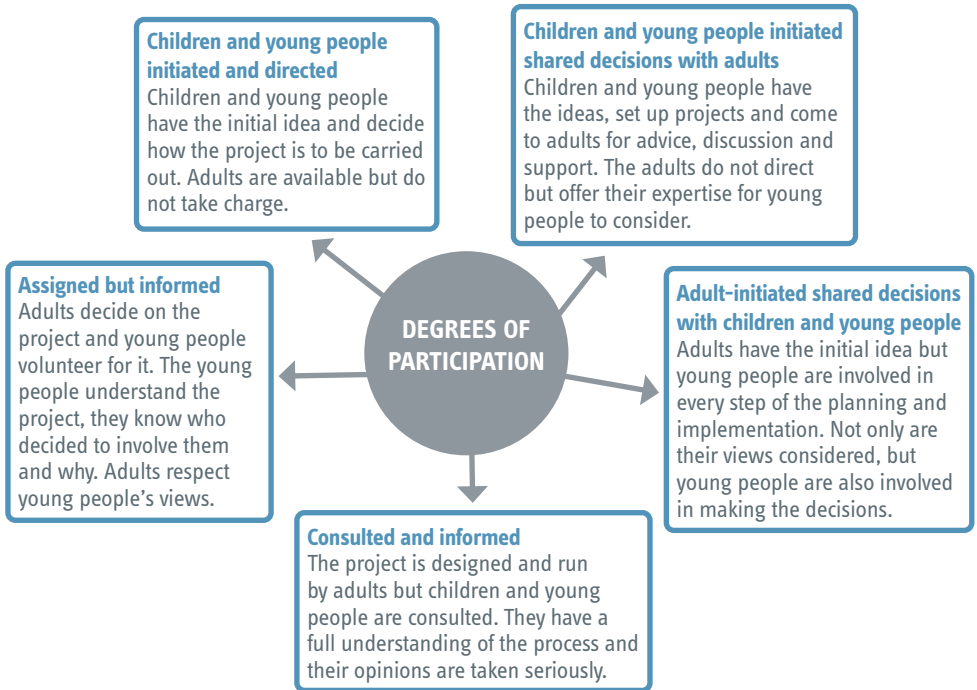 Children and young people
initiated and directed
Children and young people
have the initial idea and decide
how the project is to be carried
out. Adults are available but do
not take charge.
Children and young people initiated
shared decisions with adults
Children and young people have
the ideas, set up projects and come
to adults for advice, discussion and
support. The adults do not direct
but offer their expertise for young
people to consider.
Assigned but informed
Adults decide on the
project and young people
volunteer for it. The young
people understand the
project, they know who
decided to involve them
and why. Adults respect
young people’s views.
DEGREES OF
PARTICIPATION
Adult-initiated shared decisions
with children and young people
Adults have the initial idea but
young people are involved in
every step of the planning and
implementation. Not only are
their views considered, but
young people are also involved
in making the decisions.
Consulted and informed
The project is designed and run
by adults but children and young
people are consulted. They have a
full understanding of the process and
their opinions are taken seriously.